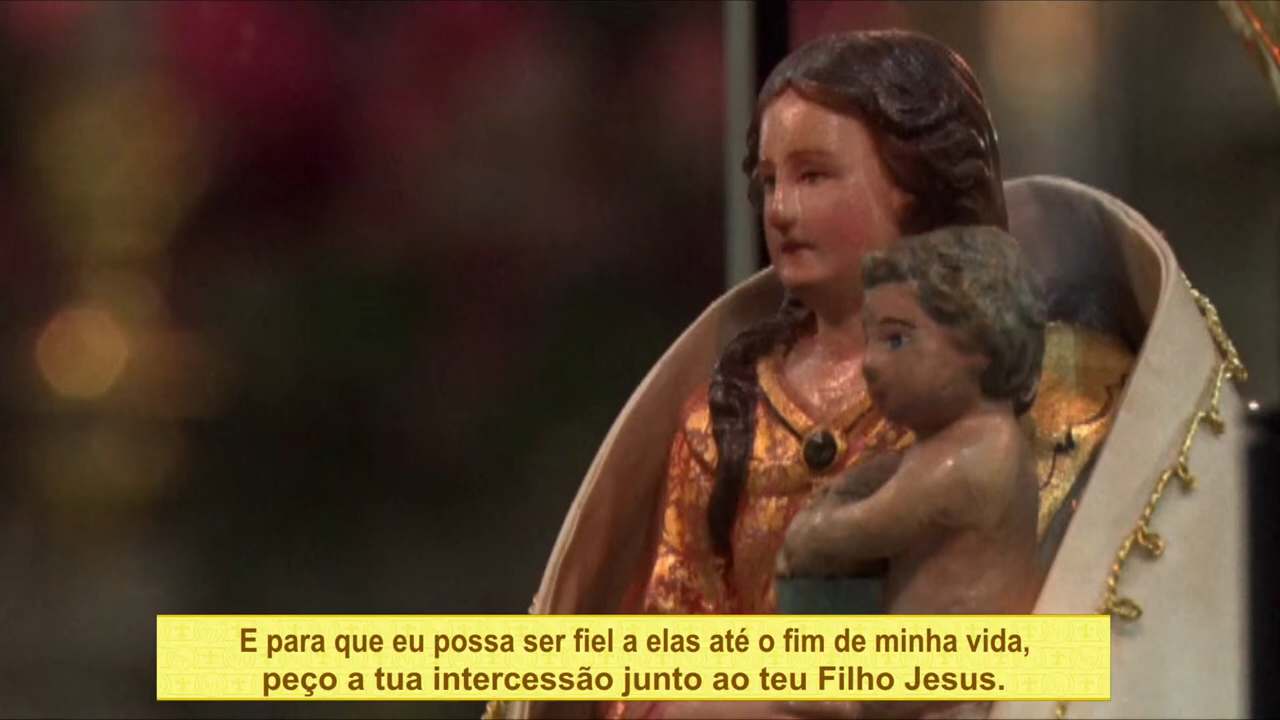 E para que eu possa ser fiel a elas até o fim de minha vida,
peço a tua intercessão junto ao teu Filho Jesus.